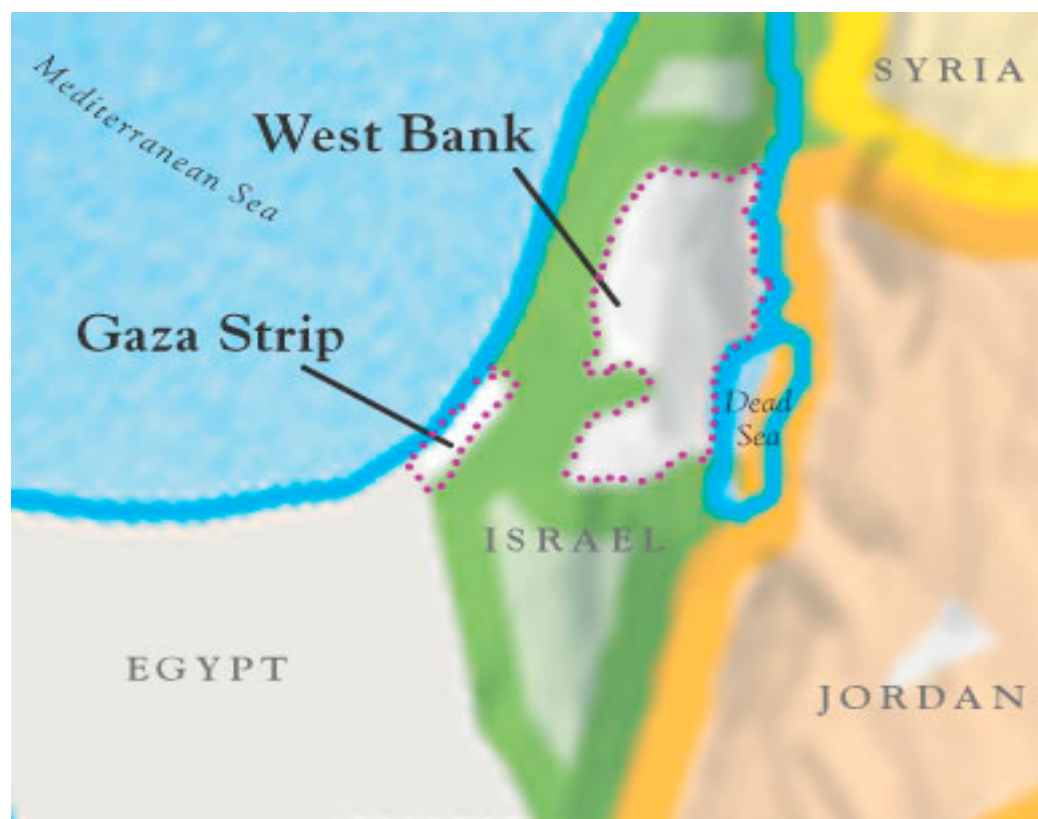 SYRIA
Mediterranean Sea
West Bank
Gaza Strip
Dead
Sea
ISRAEL
EGYPT
JORDAN